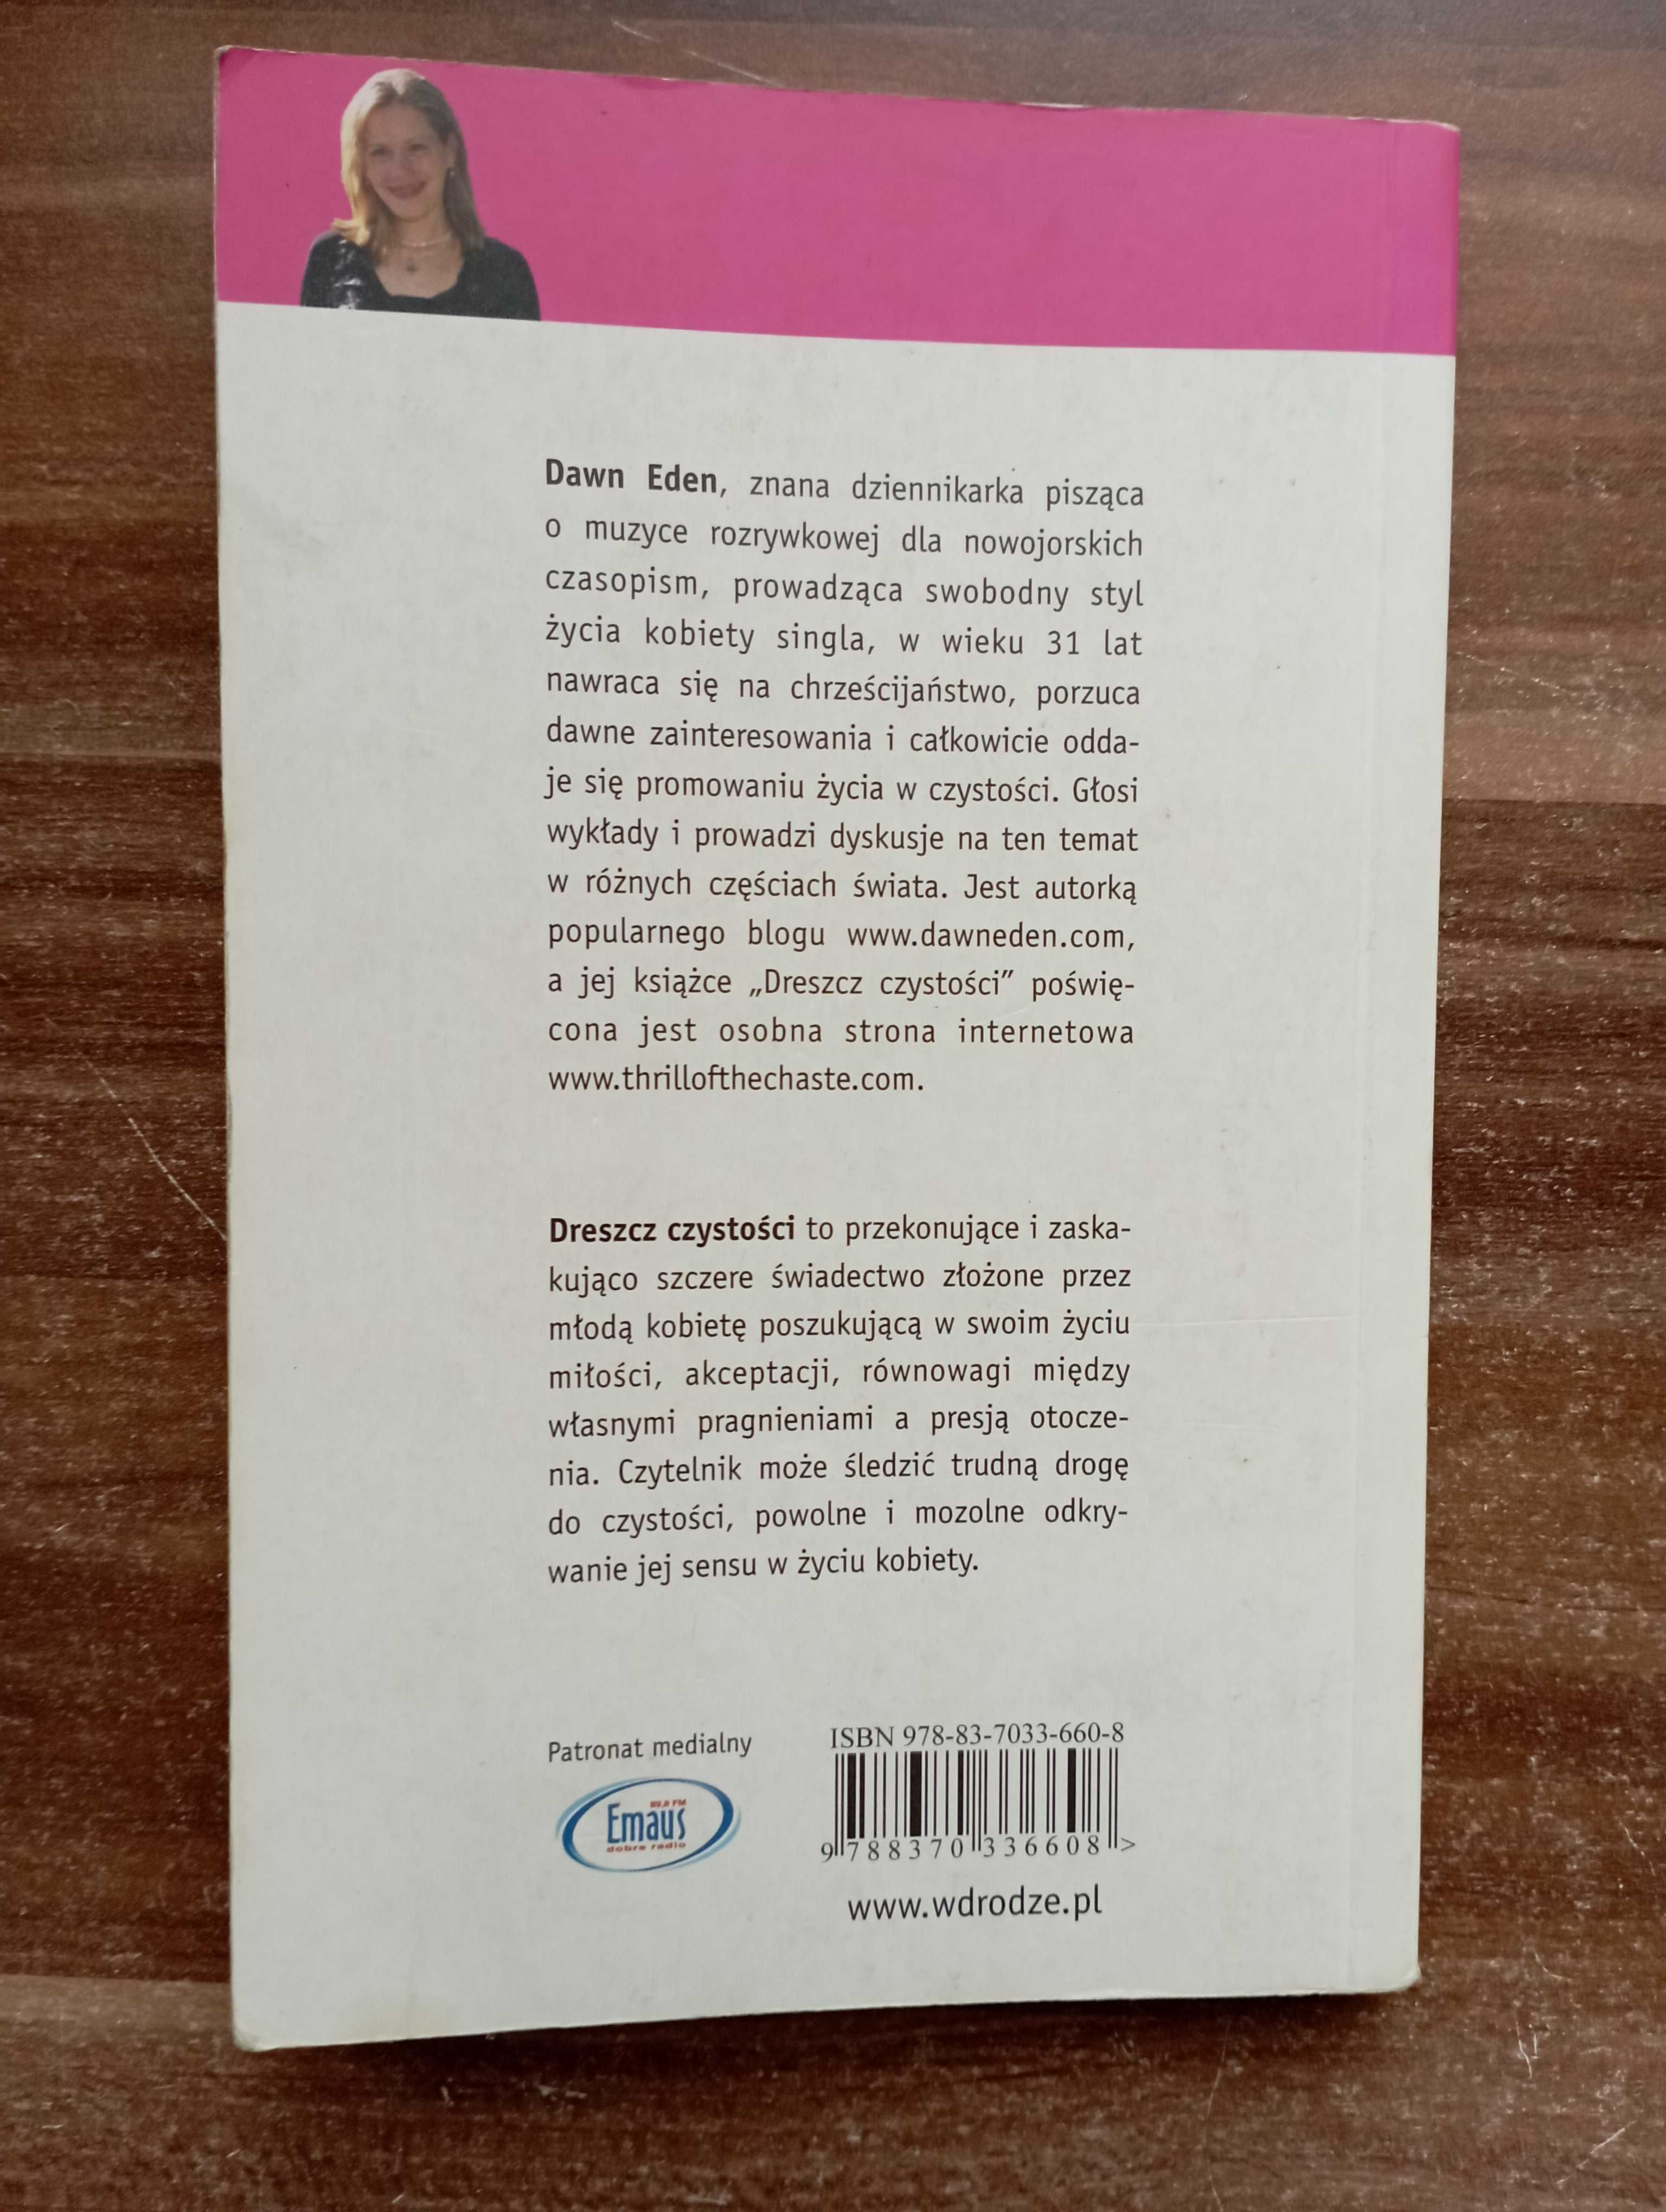 Dawn Eden, znana dziennikarka pisząca
o muzyce rozrywkowej dla nowojorskich
czasopism, prowadząca swobodny styl
życia kobiety singla, w wieku 31 lat
nawraca się na chrześcijaństwo, porzuca
dawne zainteresowania i całkowicie odda-
je się promowaniu życia w czystości. Głosi
wykłady i prowadzi dyskusje na ten temat
w różnych częściach świata. Jest autorką
popularnego blogu www.dawneden.com,
a jej książce „Dreszcz czystości” poświę-
cona jest osobna strona internetowa
www.thrillofthechaste.com.
Dreszcz czystości to przekonujące i zaska-
kująco szczere świadectwo złożone przez
młodą kobietę poszukującą w swoim życiu
miłości, akceptacji, równowagi między
własnymi pragnieniami a presją otocze-
nia. Czytelnik może śledzić trudną drogę
do czystości, powolne i mozolne odkry-
wanie jej sensu w życiu kobiety.
Patronat medialny
FM
Emaus
dobre radio
ISBN 978-83-7033-660-8
9 788370 336608 >
www.wdrodze.pl